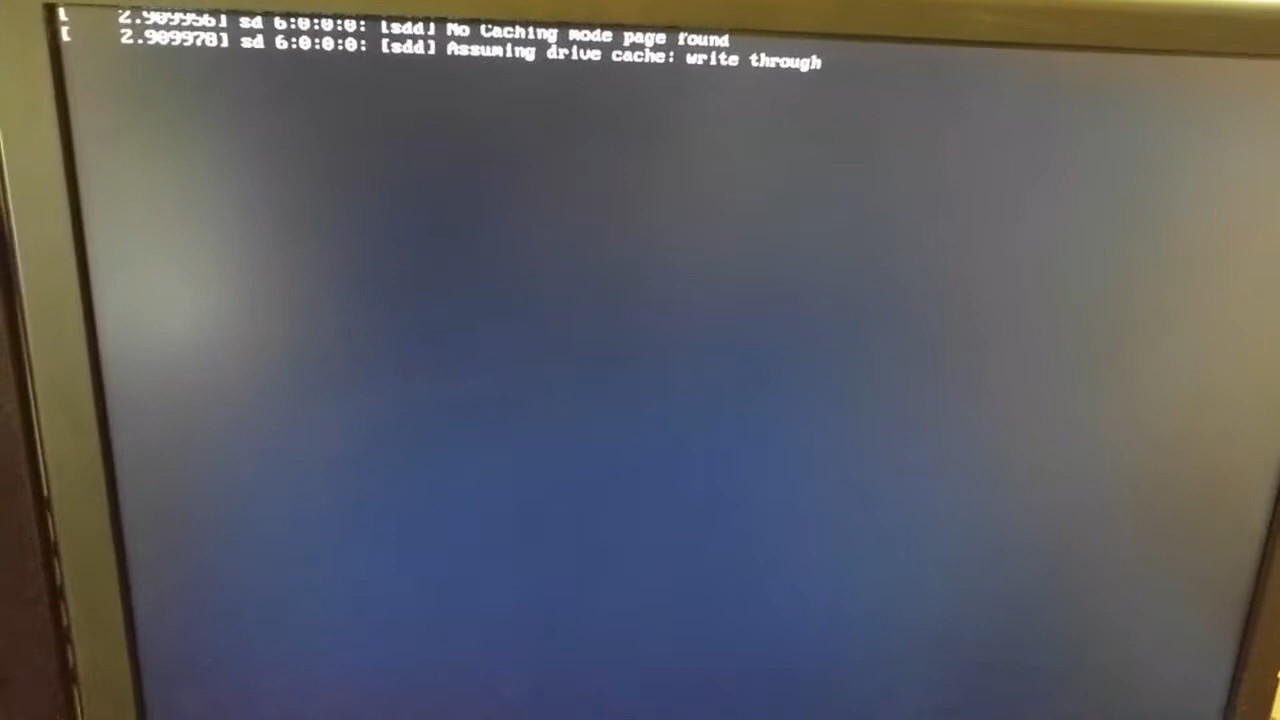 [    2.909956] sd 6:0:0:0: [sdd] No Caching mode page found
[    2.909978] sd 6:0:0:0: [sdd] Assuming drive cache: write through